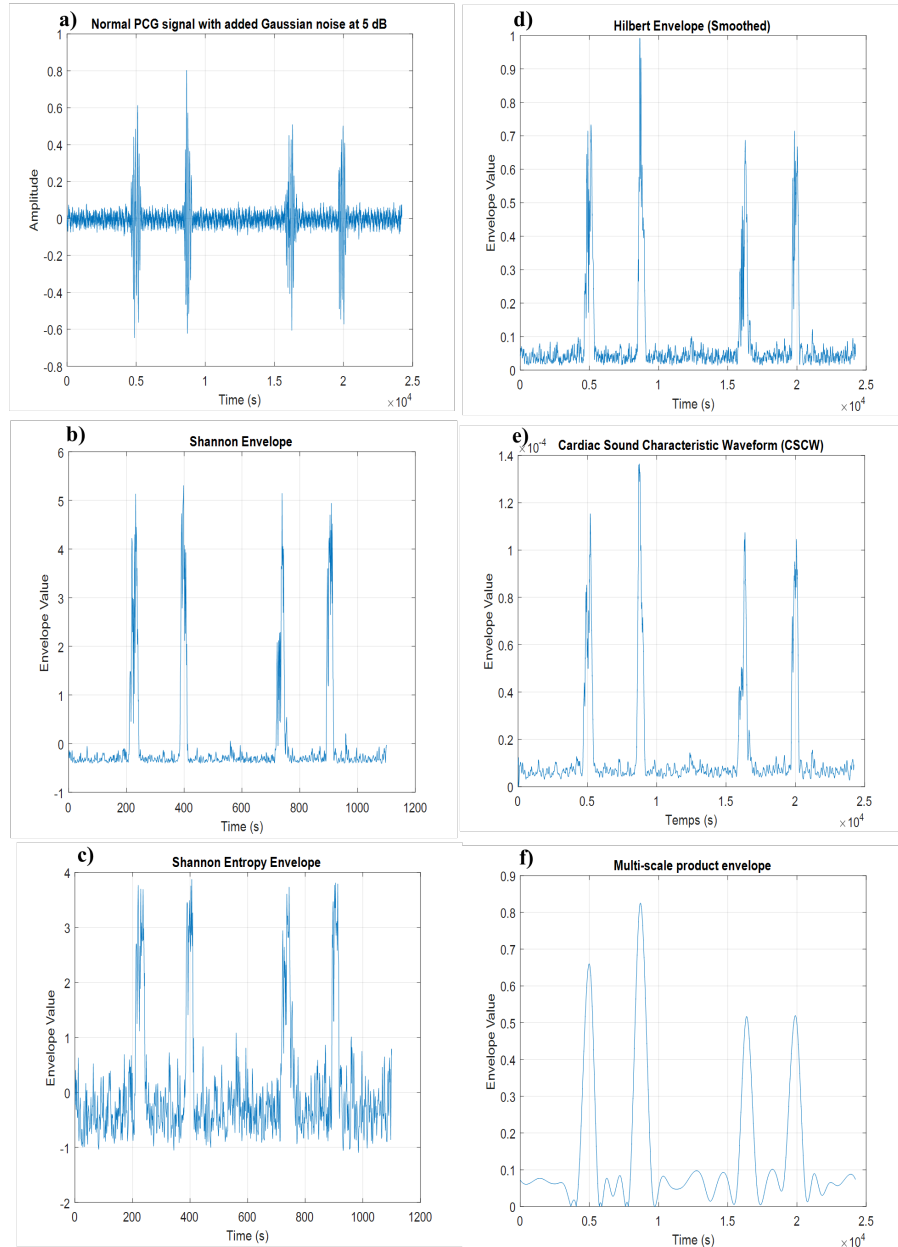 a)
Normal PCG signal with added Gaussian noise at 5 dB
Amplitude
1
0.8
0.6
0.4
0.2
0
-0.2
-0.4
-0.6
-0.8
0 0.5 1 1.5 2 2.5
Time (s)
×10⁴
b)
Shannon Envelope
Envelope Value
6
5
4
3
2
1
0
-1
0 200 400 600 800 1000 1200
Time (s)
c)
Shannon Entropy Envelope
Envelope Value
4
3
2
1
0
-1
-2
0 200 400 600 800 1000 1200
Time (s)
d)
Hilbert Envelope (Smoothed)
Envelope Value
1
0.9
0.8
0.7
0.6
0.5
0.4
0.3
0.2
0.1
0
0 0.5 1 1.5 2 2.5
Time (s)
×10⁴
e)
×10⁻⁴
Cardiac Sound Characteristic Waveform (CSCW)
Envelope Value
1.4
1.2
1
0.8
0.6
0.4
0.2
0
0 0.5 1 1.5 2 2.5
Temps (s)
×10⁴
f)
Multi-scale product envelope
Envelope Value
0.9
0.8
0.7
0.6
0.5
0.4
0.3
0.2
0.1
0
0 0.5 1 1.5 2 2.5
Time (s)
×10⁴